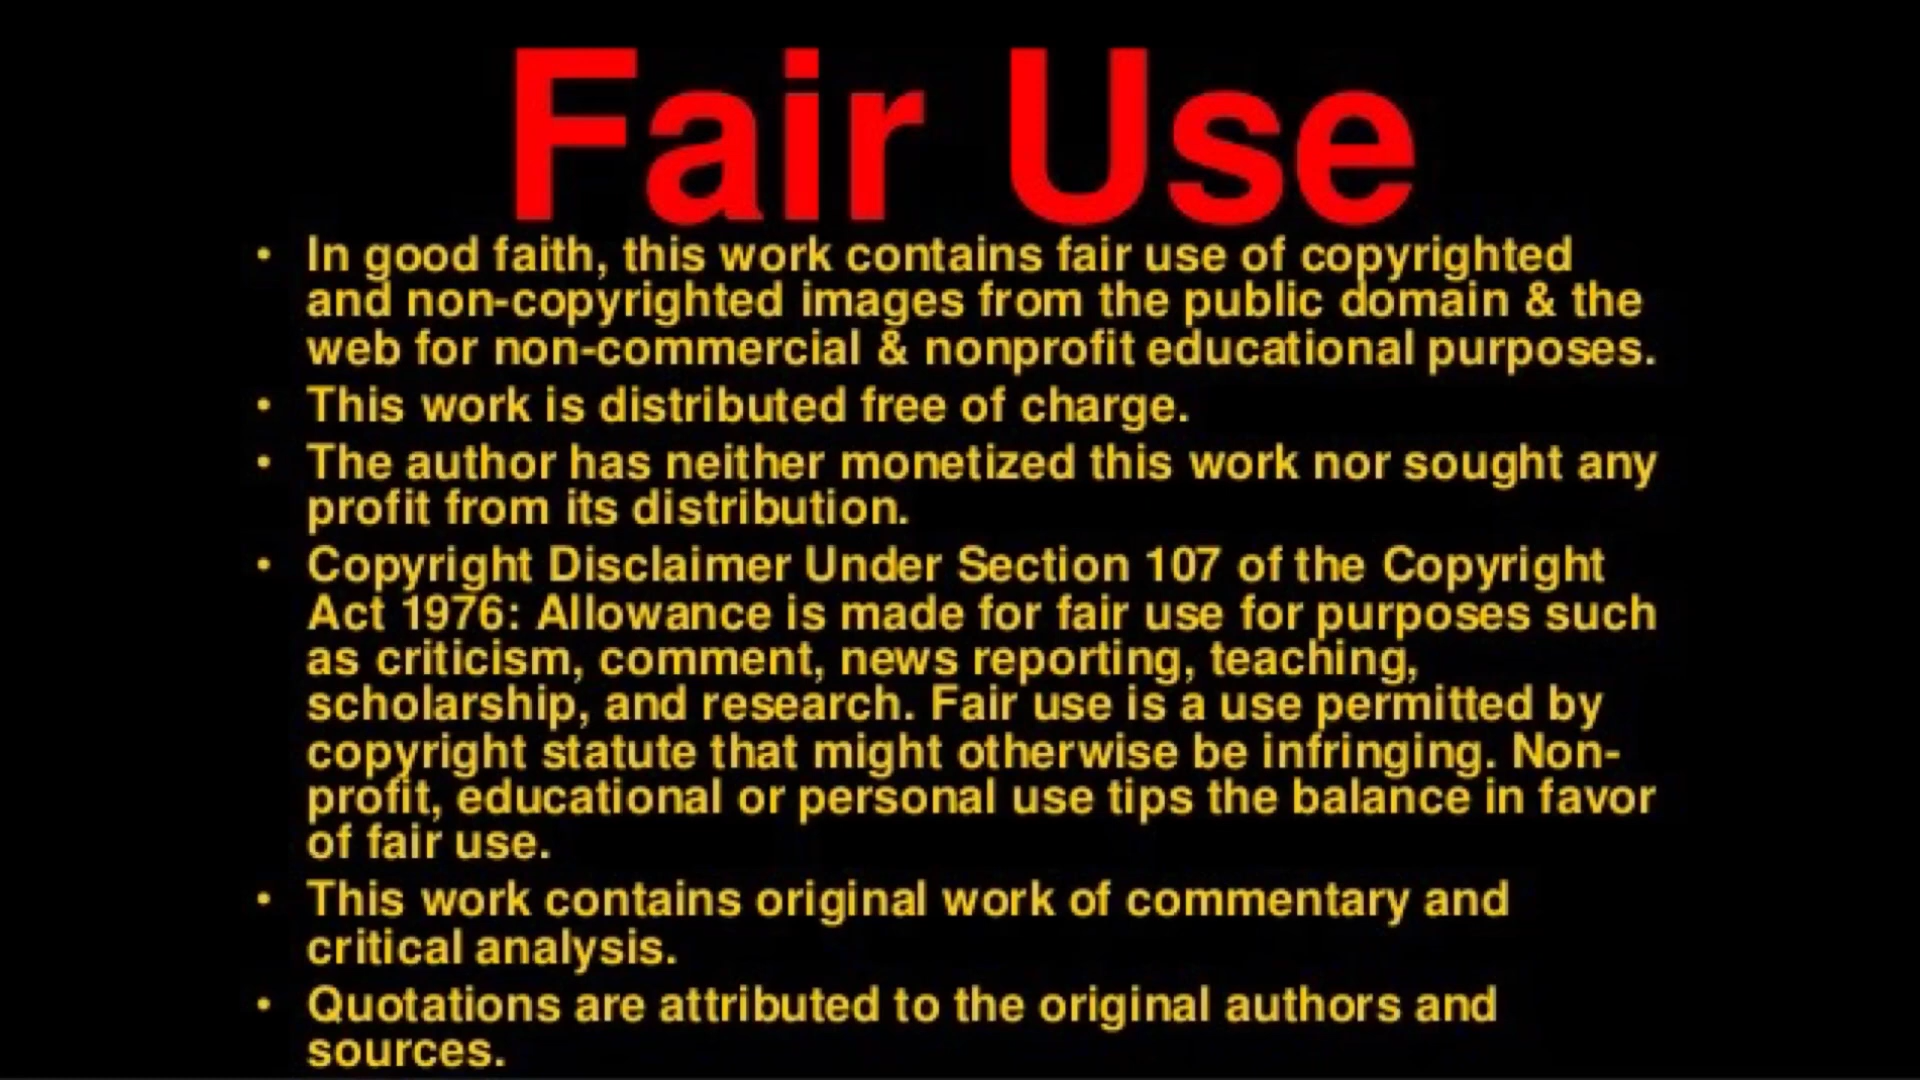 Fair Use
• In good faith, this work contains fair use of copyrighted
and non-copyrighted images from the public domain & the
web for non-commercial & nonprofit educational purposes.
• This work is distributed free of charge.
• The author has neither monetized this work nor sought any
profit from its distribution.
• Copyright Disclaimer Under Section 107 of the Copyright
Act 1976: Allowance is made for fair use for purposes such
as criticism, comment, news reporting, teaching,
scholarship, and research. Fair use is a use permitted by
copyright statute that might otherwise be infringing. Non-
profit, educational or personal use tips the balance in favor
of fair use.
• This work contains original work of commentary and
critical analysis.
• Quotations are attributed to the original authors and
sources.